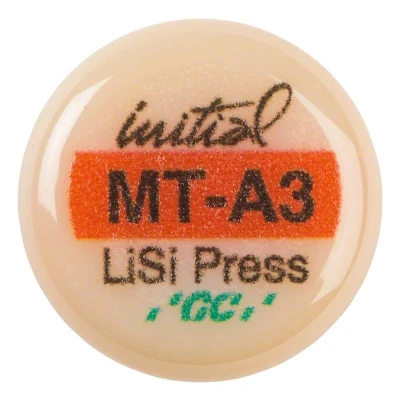 initial
MT-A3
LiSi Press
'GC'